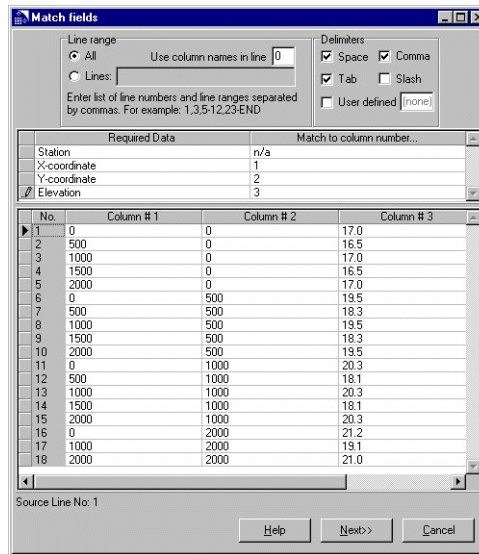 Match fields
Line range
All Use column names in line 0
Lines:
Enter list of line numbers and line ranges separated
by commas. For example: 1,3,5-12,23-END
Delimiters
Space Comma
Tab Slash
User defined (none)
Required Data Match to column number...
Station n/a
X-coordinate 1
Y-coordinate 2
Elevation 3
No. Column # 1 Column # 2 Column # 3
1 0 0 17.0
2 500 0 16.5
3 1000 0 17.0
4 1500 0 16.5
5 2000 0 17.0
6 0 500 19.5
7 500 500 18.3
8 1000 500 19.5
9 1500 500 18.3
10 2000 500 19.5
11 0 1000 20.3
12 500 1000 18.1
13 1000 1000 20.3
14 1500 1000 18.1
15 2000 1000 20.3
16 0 2000 21.2
17 1000 2000 19.1
18 2000 2000 21.0
Source Line No: 1
Help Next>> Cancel